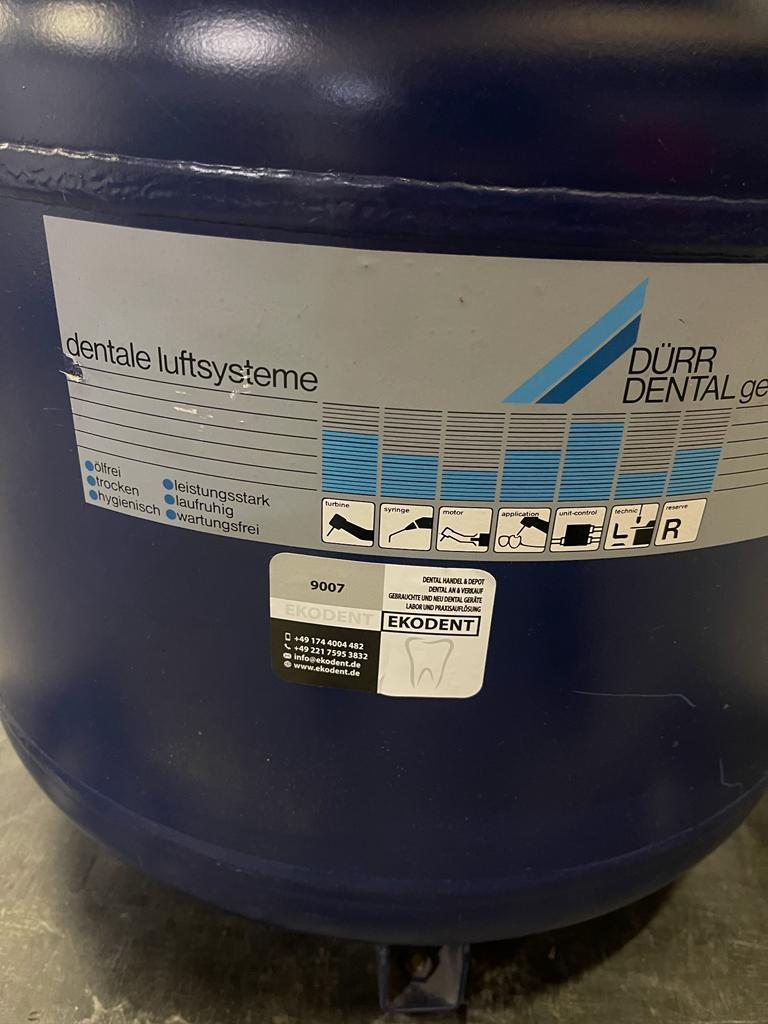 dentale luftsysteme
DÜRR
DENTAL ge
ölfrei
trocken
hygienisch
leistungsstark
laufruhig
wartungsfrei
turbine
syringe
motor
application
unit-control
technic
L
reserve
R
9007
EKODENT
+49 174 4004 482
+49 221 7595 3832
info@ekodent.de
www.ekodent.de
DENTAL HANDEL & DEPOT
DENTAL AN & VERKAUF
GEBRAUCHTE UND NEU DENTAL GERÄTE
LABOR UND PRAXISAUFLÖSUNG
EKODENT